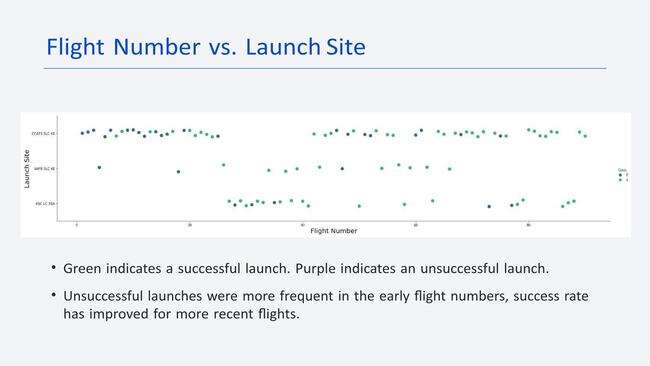 Flight Number vs. Launch Site
CCAFS SLC 40
VAFB SLC 4E
KSC LC 39A
Launch Site
0 20 40 60 80
Flight Number
Class
0
1
• Green indicates a successful launch. Purple indicates an unsuccessful launch.
• Unsuccessful launches were more frequent in the early flight numbers, success rate
has improved for more recent flights.